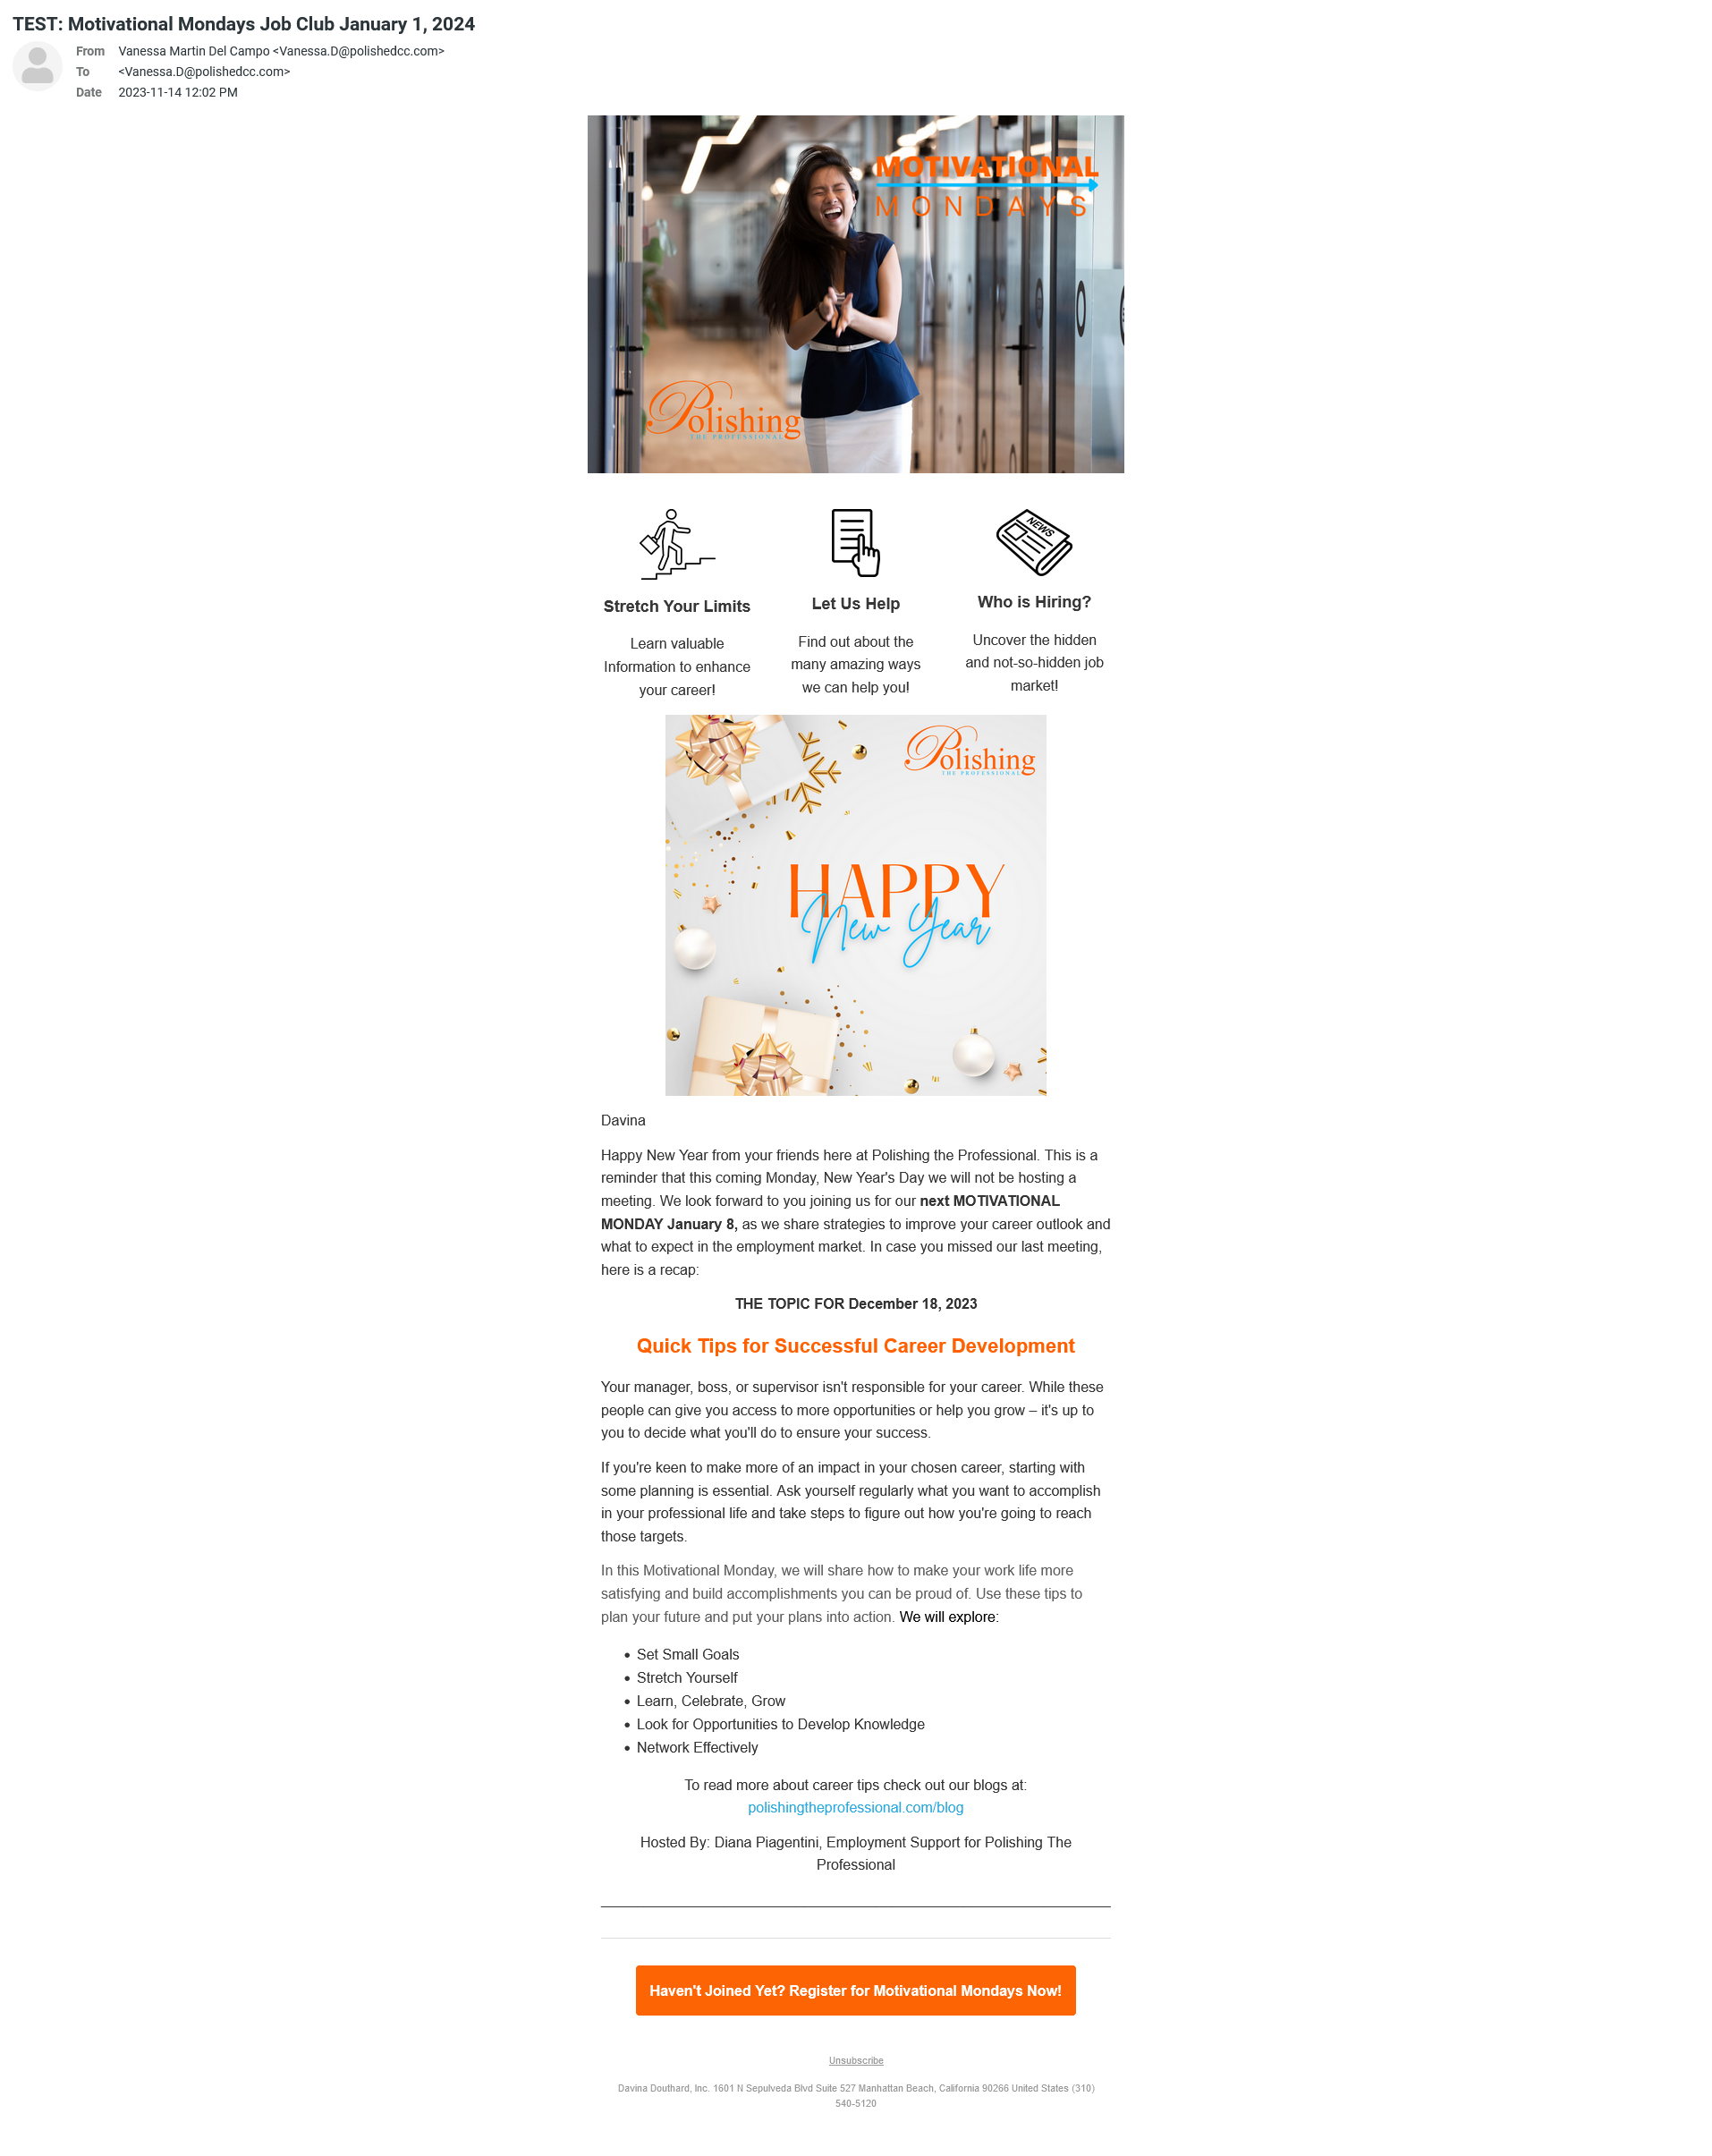 TEST: Motivational Mondays Job Club January 1, 2024
From Vanessa Martin Del Campo <Vanessa.D@polishedcc.com>
To <Vanessa.D@polishedcc.com>
Date 2023-11-14 12:02 PM
MOTIVATIONAL
MONDAYS
Polishing
THE PROFESSIONAL
NEWS
Stretch Your Limits
Learn valuable
Information to enhance
your career!
Let Us Help
Find out about the
many amazing ways
we can help you!
Who is Hiring?
Uncover the hidden
and not-so-hidden job
market!
Polishing
THE PROFESSIONAL
HAPPY
New Year
Davina
Happy New Year from your friends here at Polishing the Professional. This is a
reminder that this coming Monday, New Year's Day we will not be hosting a
meeting. We look forward to you joining us for our next MOTIVATIONAL
MONDAY January 8, as we share strategies to improve your career outlook and
what to expect in the employment market. In case you missed our last meeting,
here is a recap:
THE TOPIC FOR December 18, 2023
Quick Tips for Successful Career Development
Your manager, boss, or supervisor isn't responsible for your career. While these
people can give you access to more opportunities or help you grow – it's up to
you to decide what you'll do to ensure your success.
If you're keen to make more of an impact in your chosen career, starting with
some planning is essential. Ask yourself regularly what you want to accomplish
in your professional life and take steps to figure out how you're going to reach
those targets.
In this Motivational Monday, we will share how to make your work life more
satisfying and build accomplishments you can be proud of. Use these tips to
plan your future and put your plans into action. We will explore:
• Set Small Goals
• Stretch Yourself
• Learn, Celebrate, Grow
• Look for Opportunities to Develop Knowledge
• Network Effectively
To read more about career tips check out our blogs at:
polishingtheprofessional.com/blog
Hosted By: Diana Piagentini, Employment Support for Polishing The
Professional
Haven't Joined Yet? Register for Motivational Mondays Now!
Unsubscribe
Davina Douthard, Inc. 1601 N Sepulveda Blvd Suite 527 Manhattan Beach, California 90266 United States (310)
540-5120